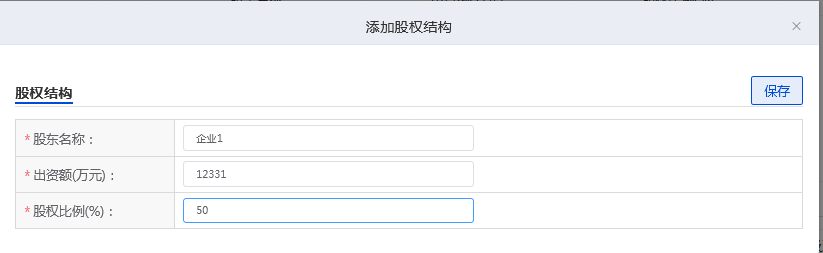 添加股权结构 ×
股权结构 保存
* 股东名称： 企业1
* 出资额(万元)： 12331
* 股权比例(%)： 50